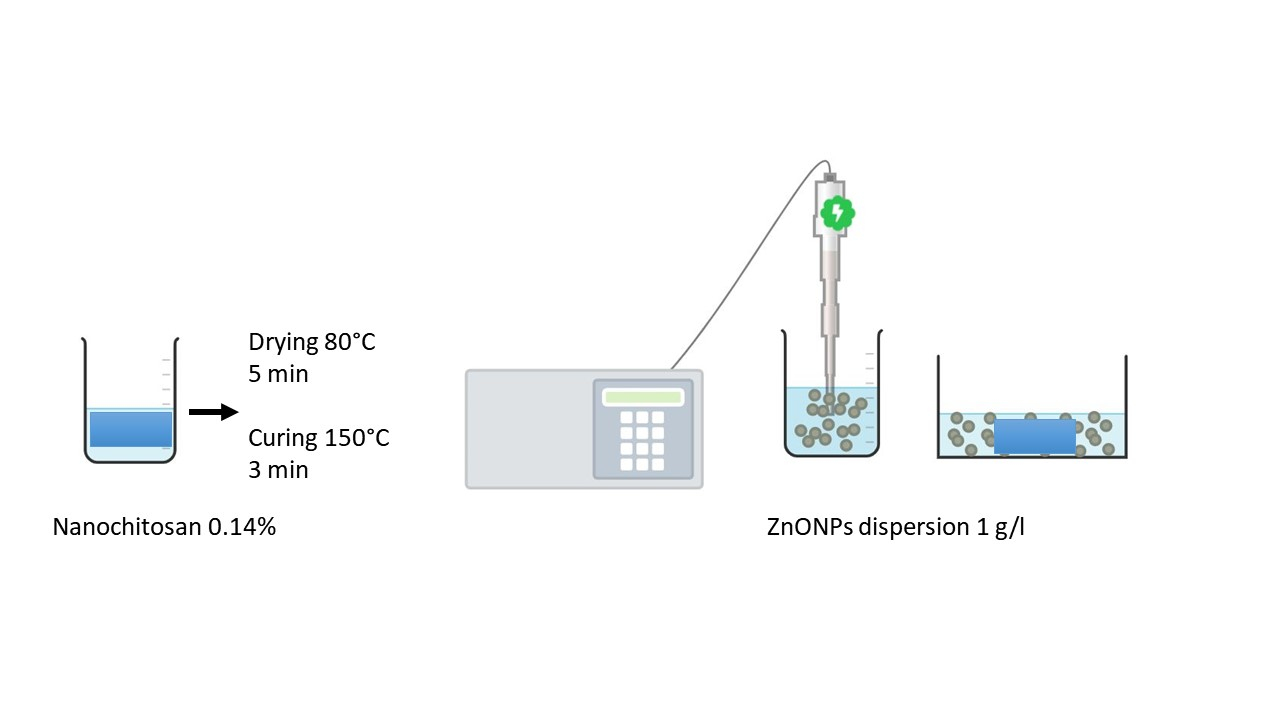 Drying 80°C
5 min
Curing 150°C
3 min
Nanochitosan 0.14%
ZnONPs dispersion 1 g/l